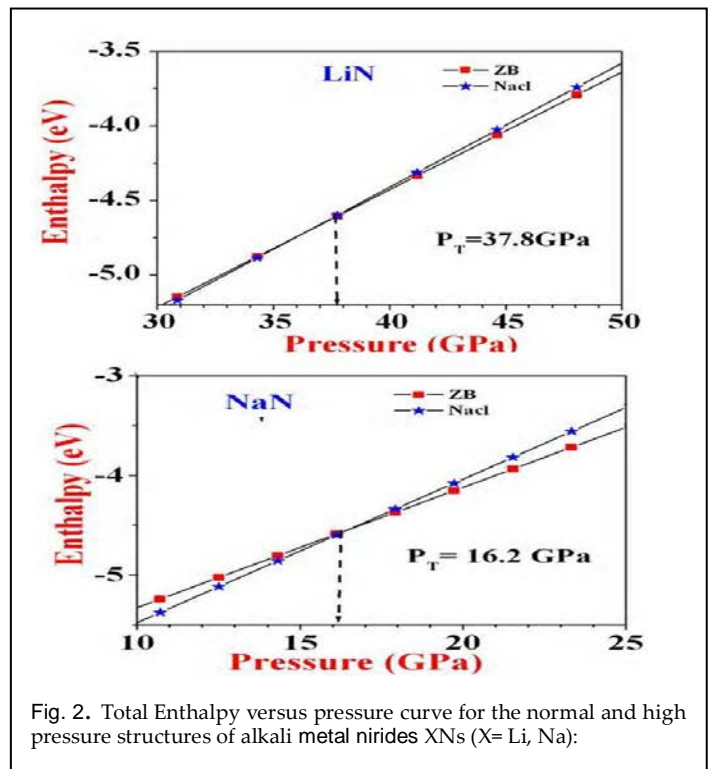 -3.5
LiN
ZB
Nacl
-4.0
Enthalpy (eV)
-4.5
P_T=37.8GPa
-5.0
30 35 40 45 50
Pressure (GPa)
-3
NaN
ZB
Nacl
-4
Enthalpy (eV)
P_T= 16.2 GPa
-5
10 15 20 25
Pressure (GPa)
Fig. 2. Total Enthalpy versus pressure curve for the normal and high
pressure structures of alkali metal nirides XNs (X= Li, Na):